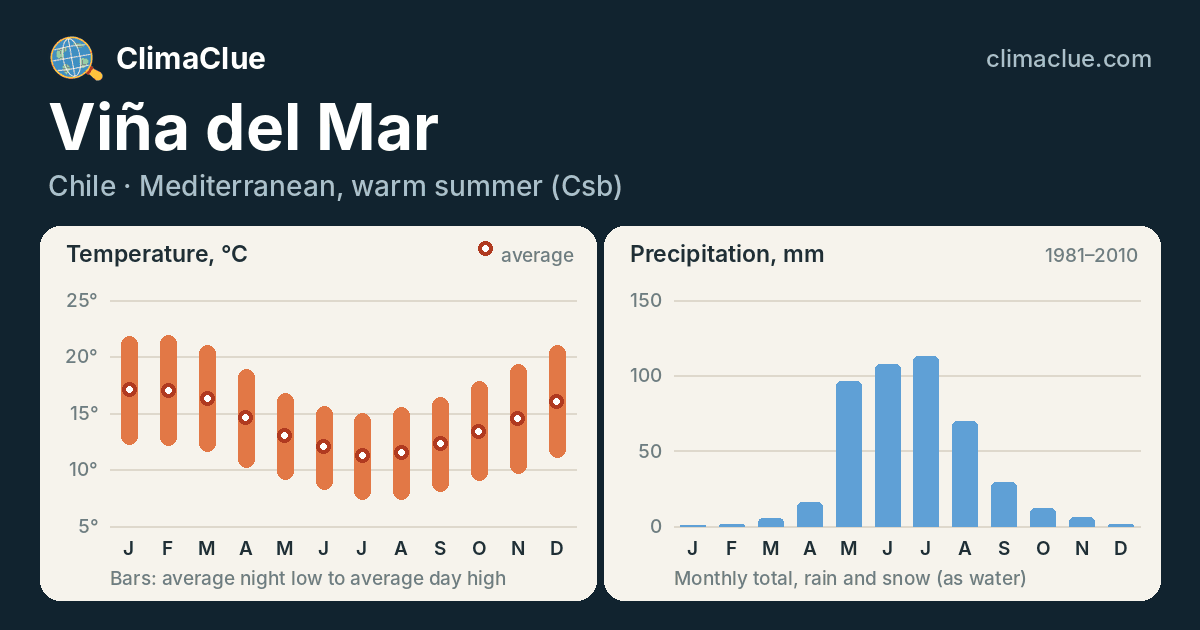 ClimaClue
climaclue.com
Viña del Mar
Chile · Mediterranean, warm summer (Csb)
Temperature, °C
average
25°
20°
15°
10°
5°
J F M A M J J A S O N D
Bars: average night low to average day high
Precipitation, mm
1981–2010
150
100
50
0
J F M A M J J A S O N D
Monthly total, rain and snow (as water)